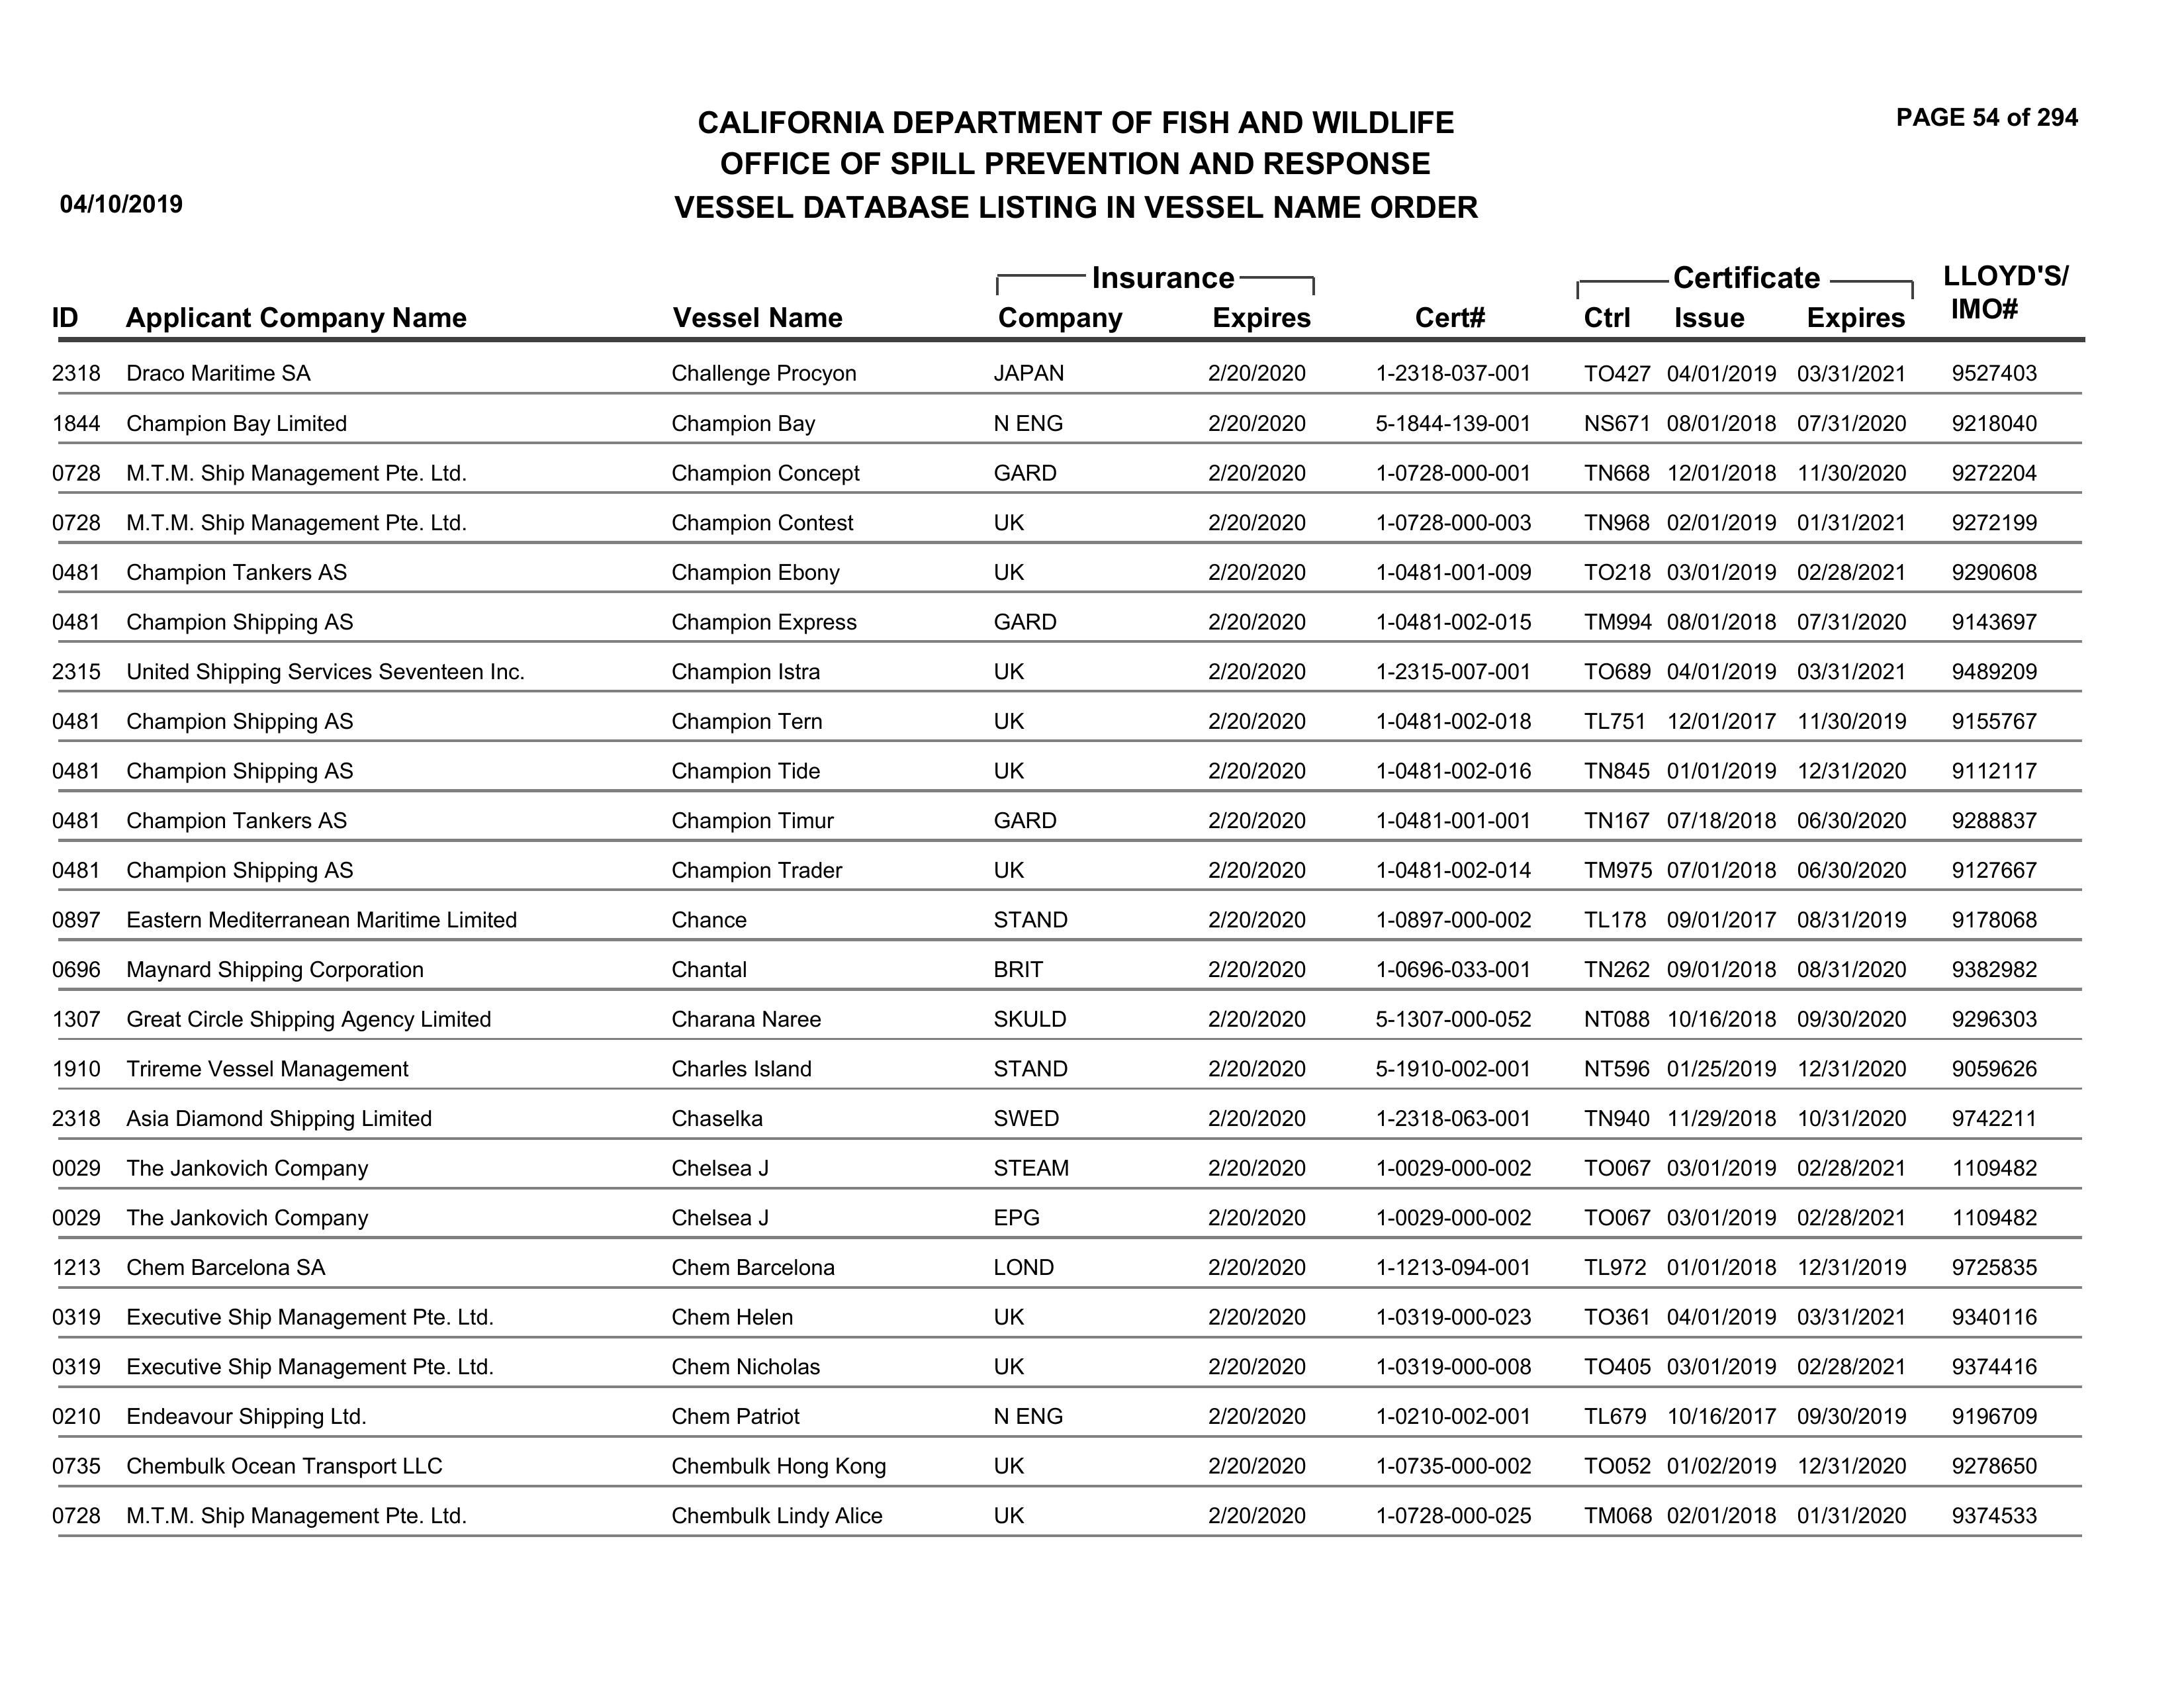 PAGE 54 of 294
CALIFORNIA DEPARTMENT OF FISH AND WILDLIFE
OFFICE OF SPILL PREVENTION AND RESPONSE
04/10/2019 VESSEL DATABASE LISTING IN VESSEL NAME ORDER
Insurance Certificate LLOYD'S/
ID Applicant Company Name Vessel Name Company Expires Cert# Ctrl Issue Expires IMO#
2318 Draco Maritime SA Challenge Procyon JAPAN 2/20/2020 1-2318-037-001 TO427 04/01/2019 03/31/2021 9527403
1844 Champion Bay Limited Champion Bay N ENG 2/20/2020 5-1844-139-001 NS671 08/01/2018 07/31/2020 9218040
0728 M.T.M. Ship Management Pte. Ltd. Champion Concept GARD 2/20/2020 1-0728-000-001 TN668 12/01/2018 11/30/2020 9272204
0728 M.T.M. Ship Management Pte. Ltd. Champion Contest UK 2/20/2020 1-0728-000-003 TN968 02/01/2019 01/31/2021 9272199
0481 Champion Tankers AS Champion Ebony UK 2/20/2020 1-0481-001-009 TO218 03/01/2019 02/28/2021 9290608
0481 Champion Shipping AS Champion Express GARD 2/20/2020 1-0481-002-015 TM994 08/01/2018 07/31/2020 9143697
2315 United Shipping Services Seventeen Inc. Champion Istra UK 2/20/2020 1-2315-007-001 TO689 04/01/2019 03/31/2021 9489209
0481 Champion Shipping AS Champion Tern UK 2/20/2020 1-0481-002-018 TL751 12/01/2017 11/30/2019 9155767
0481 Champion Shipping AS Champion Tide UK 2/20/2020 1-0481-002-016 TN845 01/01/2019 12/31/2020 9112117
0481 Champion Tankers AS Champion Timur GARD 2/20/2020 1-0481-001-001 TN167 07/18/2018 06/30/2020 9288837
0481 Champion Shipping AS Champion Trader UK 2/20/2020 1-0481-002-014 TM975 07/01/2018 06/30/2020 9127667
0897 Eastern Mediterranean Maritime Limited Chance STAND 2/20/2020 1-0897-000-002 TL178 09/01/2017 08/31/2019 9178068
0696 Maynard Shipping Corporation Chantal BRIT 2/20/2020 1-0696-033-001 TN262 09/01/2018 08/31/2020 9382982
1307 Great Circle Shipping Agency Limited Charana Naree SKULD 2/20/2020 5-1307-000-052 NT088 10/16/2018 09/30/2020 9296303
1910 Trireme Vessel Management Charles Island STAND 2/20/2020 5-1910-002-001 NT596 01/25/2019 12/31/2020 9059626
2318 Asia Diamond Shipping Limited Chaselka SWED 2/20/2020 1-2318-063-001 TN940 11/29/2018 10/31/2020 9742211
0029 The Jankovich Company Chelsea J STEAM 2/20/2020 1-0029-000-002 TO067 03/01/2019 02/28/2021 1109482
0029 The Jankovich Company Chelsea J EPG 2/20/2020 1-0029-000-002 TO067 03/01/2019 02/28/2021 1109482
1213 Chem Barcelona SA Chem Barcelona LOND 2/20/2020 1-1213-094-001 TL972 01/01/2018 12/31/2019 9725835
0319 Executive Ship Management Pte. Ltd. Chem Helen UK 2/20/2020 1-0319-000-023 TO361 04/01/2019 03/31/2021 9340116
0319 Executive Ship Management Pte. Ltd. Chem Nicholas UK 2/20/2020 1-0319-000-008 TO405 03/01/2019 02/28/2021 9374416
0210 Endeavour Shipping Ltd. Chem Patriot N ENG 2/20/2020 1-0210-002-001 TL679 10/16/2017 09/30/2019 9196709
0735 Chembulk Ocean Transport LLC Chembulk Hong Kong UK 2/20/2020 1-0735-000-002 TO052 01/02/2019 12/31/2020 9278650
0728 M.T.M. Ship Management Pte. Ltd. Chembulk Lindy Alice UK 2/20/2020 1-0728-000-025 TM068 02/01/2018 01/31/2020 9374533